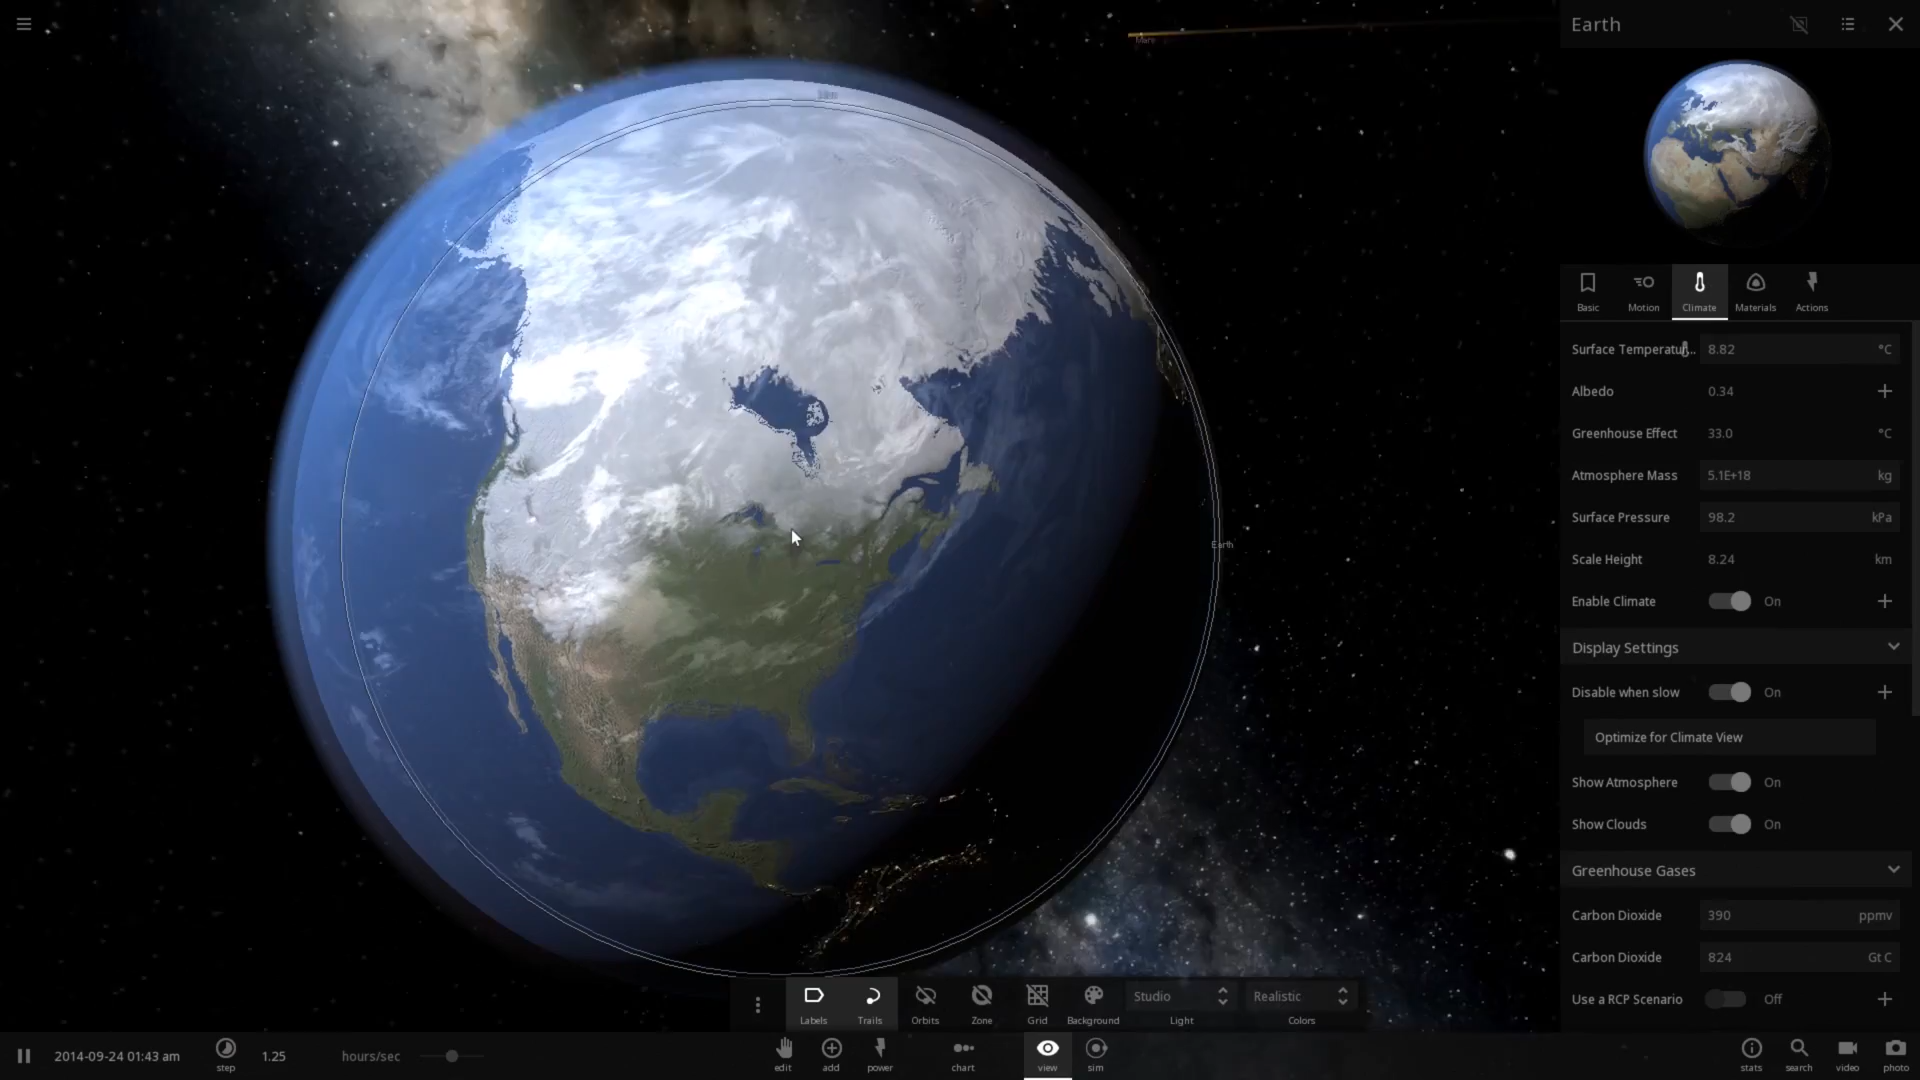 Earth
Mars
Earth
Basic
Motion
Climate
Materials
Actions
Surface Temperatur... 8.82 °C
Albedo 0.34
Greenhouse Effect 33.0 °C
Atmosphere Mass 5.1E+18 kg
Surface Pressure 98.2 kPa
Scale Height 8.24 km
Enable Climate On
Display Settings
Disable when slow On
Optimize for Climate View
Show Atmosphere On
Show Clouds On
Greenhouse Gases
Carbon Dioxide 390 ppmv
Carbon Dioxide 824 Gt C
Use a RCP Scenario Off
Labels
Trails
Orbits
Zone
Grid
Background
Studio
Light
Realistic
Colors
2014-09-24 01:43 am
step
1.25
hours/sec
edit
add
power
chart
view
sim
stats
search
video
photo